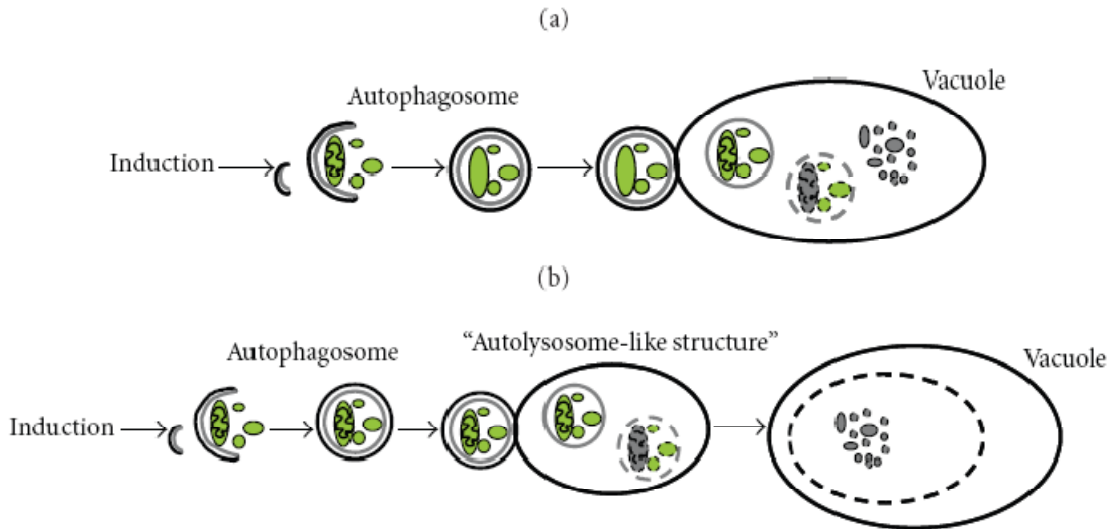 (a)
Vacuole
Autophagosome
Induction
(b)
“Autolysosome-like structure”
Autophagosome
Vacuole
Induction